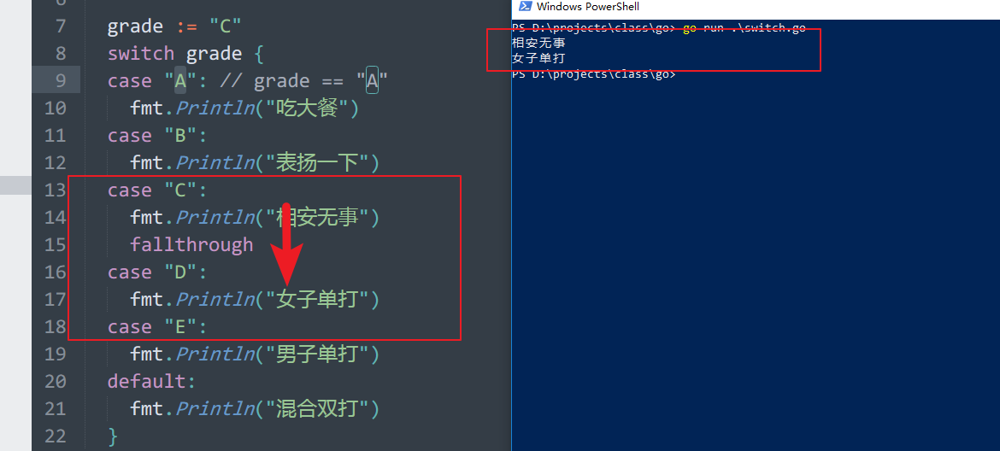 7 grade := "C"
8 switch grade {
9 case "A": // grade == "A"
10 fmt.Println("吃大餐")
11 case "B":
12 fmt.Println("表扬一下")
13 case "C":
14 fmt.Println("相安无事")
15 fallthrough
16 case "D":
17 fmt.Println("女子单打")
18 case "E":
19 fmt.Println("男子单打")
20 default:
21 fmt.Println("混合双打")
22 }
Windows PowerShell
PS D:\projects\class\go> go run .\switch.go
相安无事
女子单打
PS D:\projects\class\go>